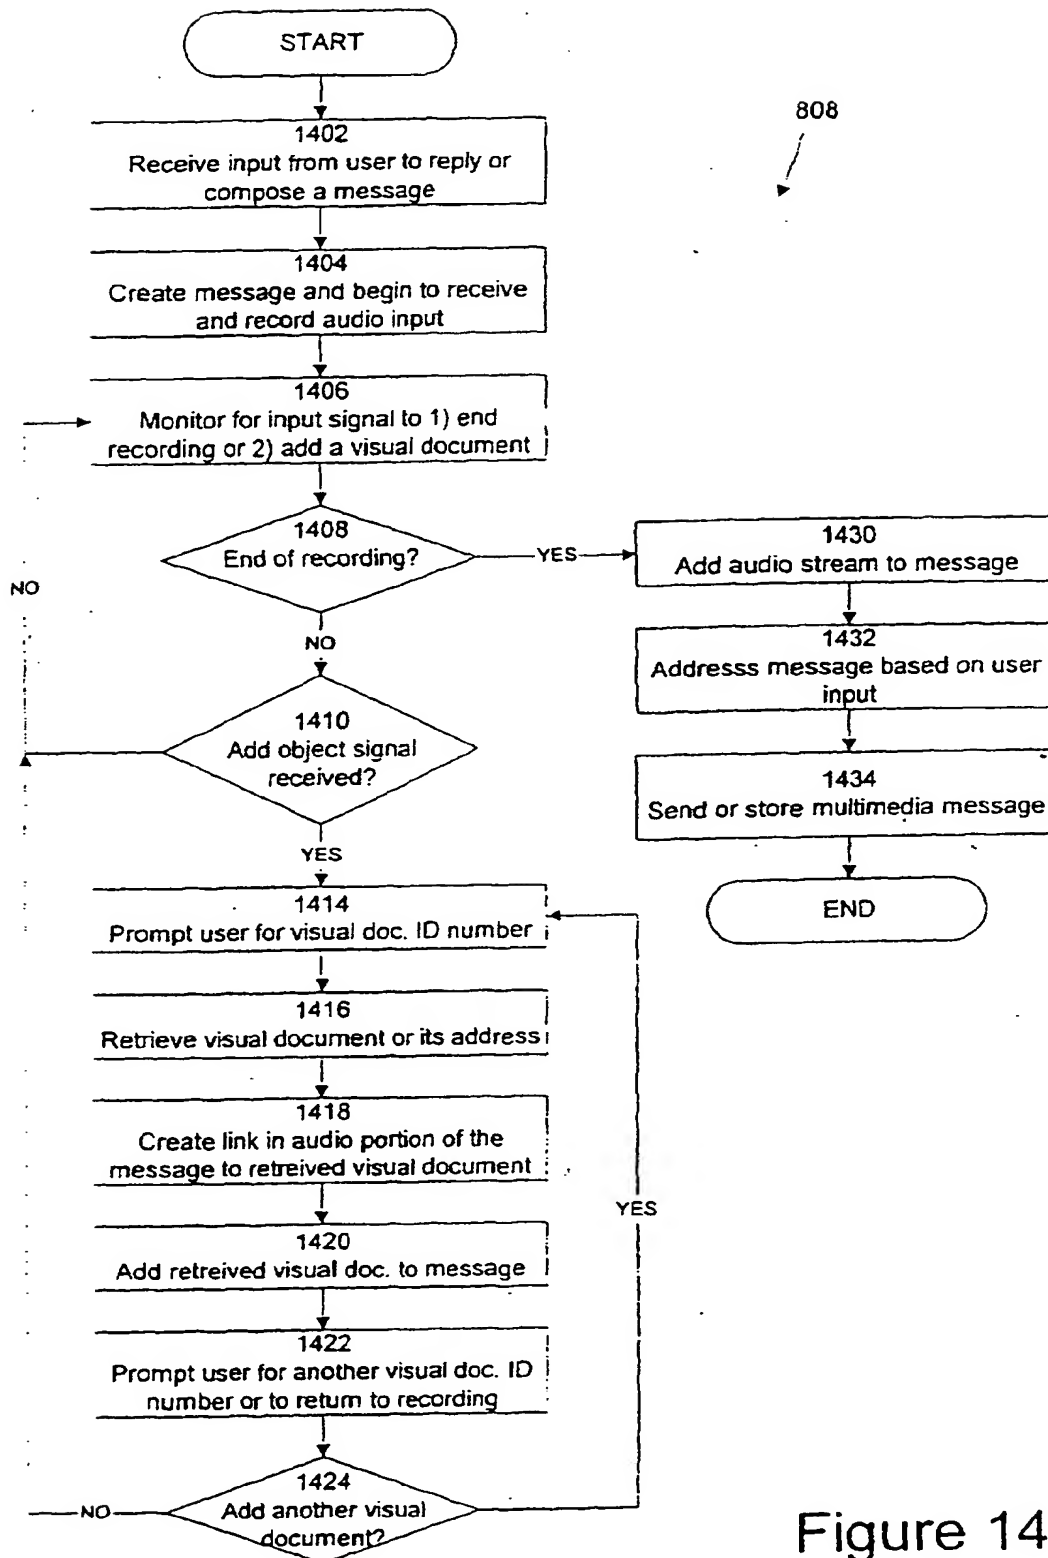 START
808
1402
Receive input from user to reply or
compose a message
1404
Create message and begin to receive
and record audio input
1406
Monitor for input signal to 1) end
recording or 2) add a visual document
1408
End of recording?
YES
NO
NO
1410
Add object signal
received?
YES
1414
Prompt user for visual doc. ID number
1416
Retrieve visual document or its address
1418
Create link in audio portion of the
message to retreived visual document
1420
Add retreived visual doc. to message
1422
Prompt user for another visual doc. ID
number or to return to recording
1424
Add another visual
document?
NO
YES
1430
Add audio stream to message
1432
Addresss message based on user
input
1434
Send or store multimedia message
END
Figure 14